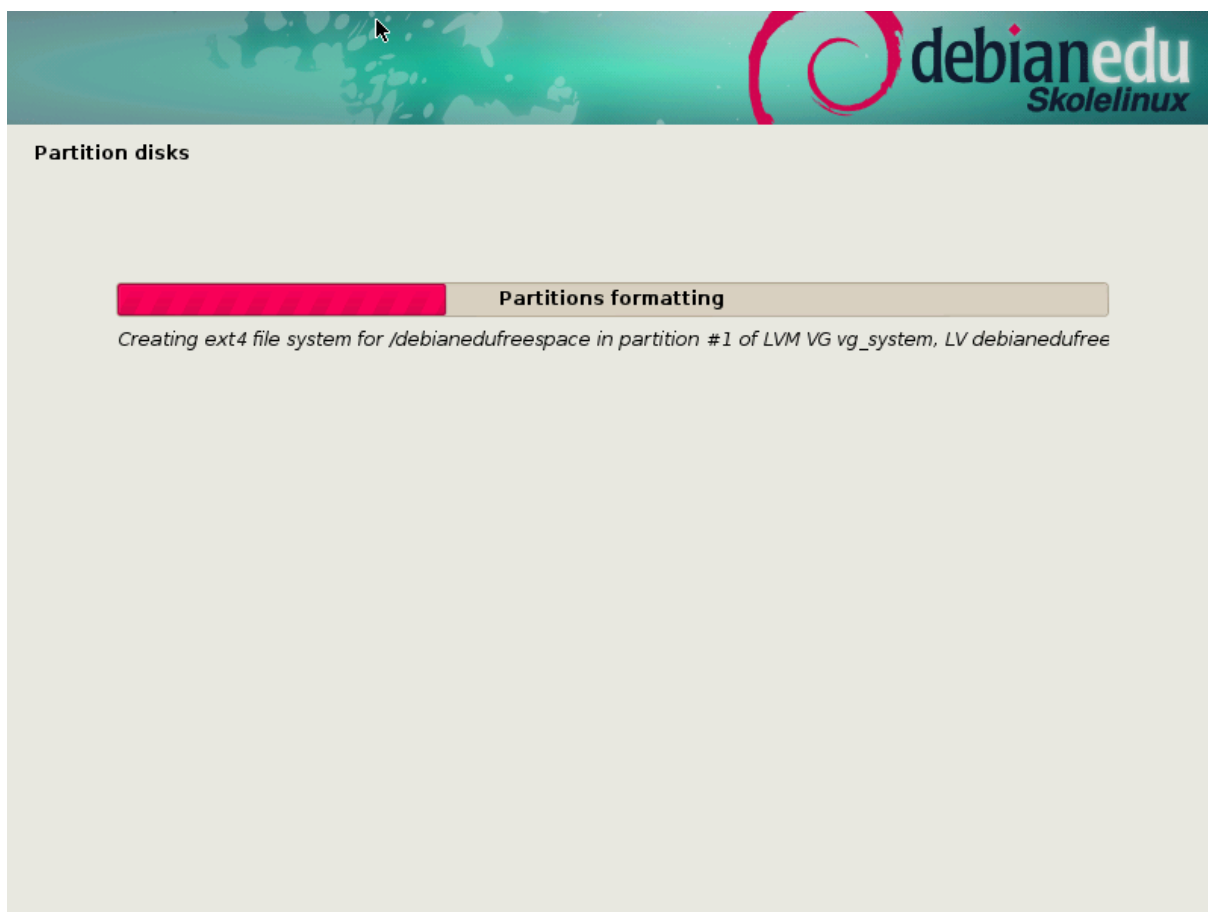 debianedu
Skolelinux
Partition disks
Partitions formatting
Creating ext4 file system for /debianedufreespace in partition #1 of LVM VG vg_system, LV debianedufree